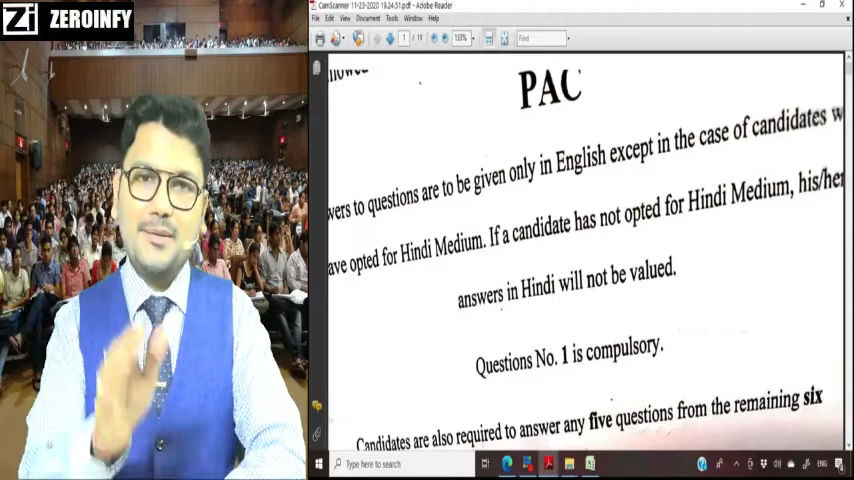 Zi ZEROINFY
CamScanner 11-23-2020 19.24.51.pdf - Adobe Reader
File Edit View Document Tools Window Help
1 / 11 133% Find
PAC
wers to questions are to be given only in English except in the case of candidates w
ave opted for Hindi Medium. If a candidate has not opted for Hindi Medium, his/her
answers in Hindi will not be valued.
Questions No. 1 is compulsory.
Candidates are also required to answer any five questions from the remaining six
Type here to search
ENG